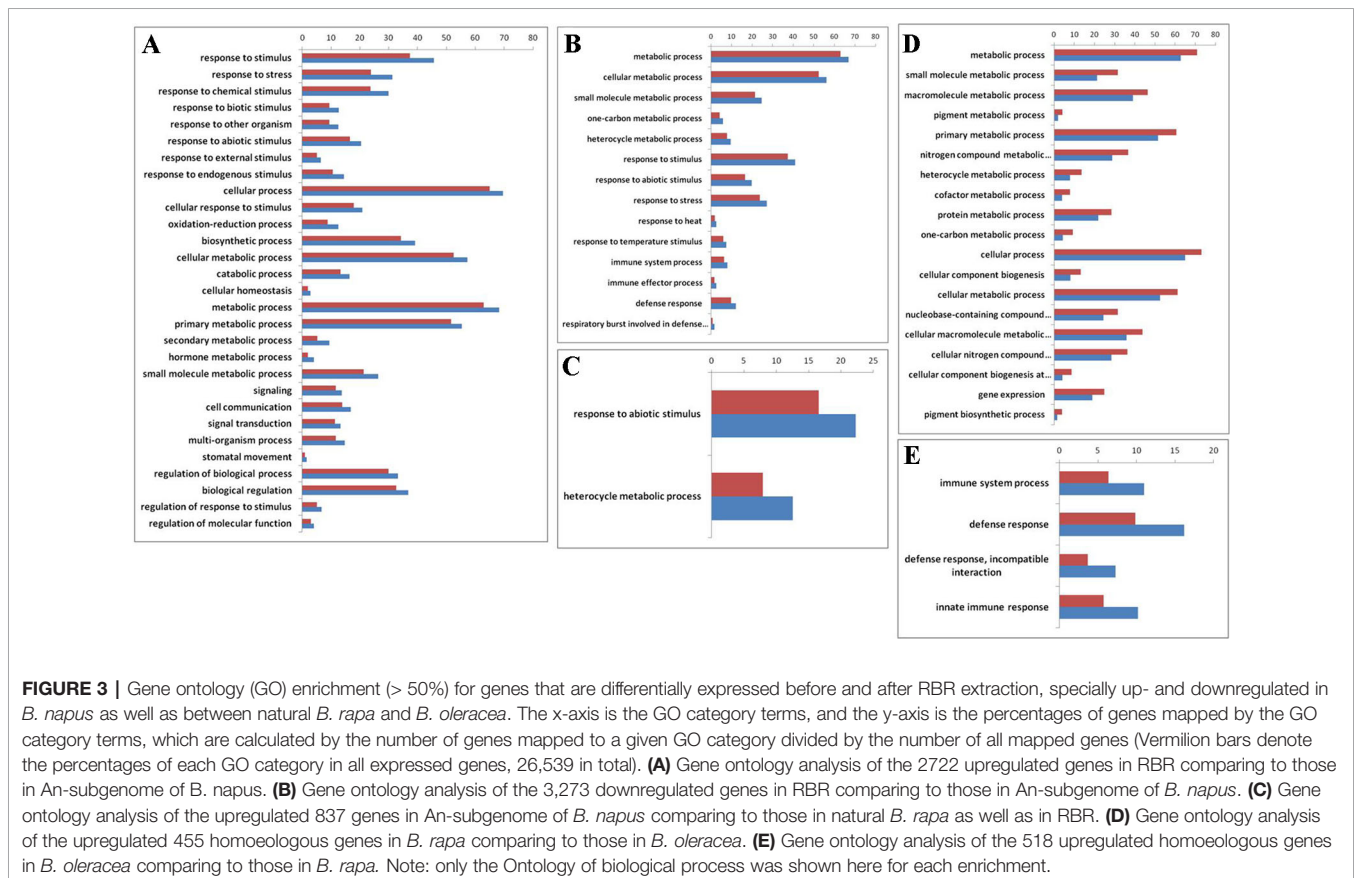 A
0 10 20 30 40 50 60 70 80
response to stimulus
response to stress
response to chemical stimulus
response to biotic stimulus
response to other organism
response to abiotic stimulus
response to external stimulus
response to endogenous stimulus
cellular process
cellular response to stimulus
oxidation-reduction process
biosynthetic process
cellular metabolic process
catabolic process
cellular homeostasis
metabolic process
primary metabolic process
secondary metabolic process
hormone metabolic process
small molecule metabolic process
signaling
cell communication
signal transduction
multi-organism process
stomatal movement
regulation of biological process
biological regulation
regulation of response to stimulus
regulation of molecular function
B
0 10 20 30 40 50 60 70 80
metabolic process
cellular metabolic process
small molecule metabolic process
one-carbon metabolic process
heterocycle metabolic process
response to stimulus
response to abiotic stimulus
response to stress
response to heat
response to temperature stimulus
immune system process
immune effector process
defense response
respiratory burst involved in defense...
C
0 5 10 15 20 25
response to abiotic stimulus
heterocycle metabolic process
D
0 10 20 30 40 50 60 70 80
metabolic process
small molecule metabolic process
macromolecule metabolic process
pigment metabolic process
primary metabolic process
nitrogen compound metabolic...
heterocycle metabolic process
cofactor metabolic process
protein metabolic process
one-carbon metabolic process
cellular process
cellular component biogenesis
cellular metabolic process
nucleobase-containing compound...
cellular macromolecule metabolic...
cellular nitrogen compound...
cellular component biogenesis at...
gene expression
pigment biosynthetic process
E
0 5 10 15 20
immune system process
defense response
defense response, incompatible
interaction
innate immune response
FIGURE 3 | Gene ontology (GO) enrichment (> 50%) for genes that are differentially expressed before and after RBR extraction, specially up- and downregulated in
B. napus as well as between natural B. rapa and B. oleracea. The x-axis is the GO category terms, and the y-axis is the percentages of genes mapped by the GO
category terms, which are calculated by the number of genes mapped to a given GO category divided by the number of all mapped genes (Vermilion bars denote
the percentages of each GO category in all expressed genes, 26,539 in total). (A) Gene ontology analysis of the 2722 upregulated genes in RBR comparing to those
in An-subgenome of B. napus. (B) Gene ontology analysis of the 3,273 downregulated genes in RBR comparing to those in An-subgenome of B. napus. (C) Gene
ontology analysis of the upregulated 837 genes in An-subgenome of B. napus comparing to those in natural B. rapa as well as in RBR. (D) Gene ontology analysis
of the upregulated 455 homoeologous genes in B. rapa comparing to those in B. oleracea. (E) Gene ontology analysis of the 518 upregulated homoeologous genes
in B. oleracea comparing to those in B. rapa. Note: only the Ontology of biological process was shown here for each enrichment.